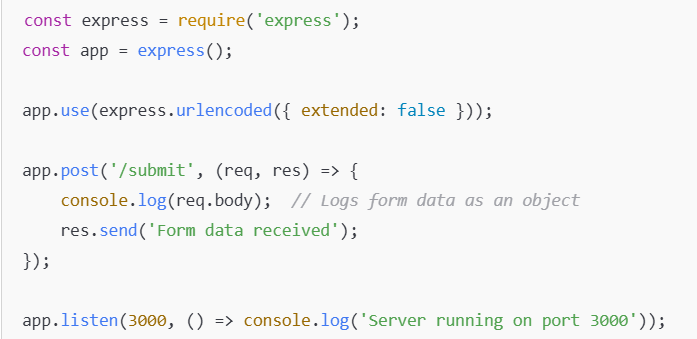 const express = require('express');
const app = express();
app.use(express.urlencoded({ extended: false }));
app.post('/submit', (req, res) => {
    console.log(req.body);  // Logs form data as an object
    res.send('Form data received');
});
app.listen(3000, () => console.log('Server running on port 3000'));